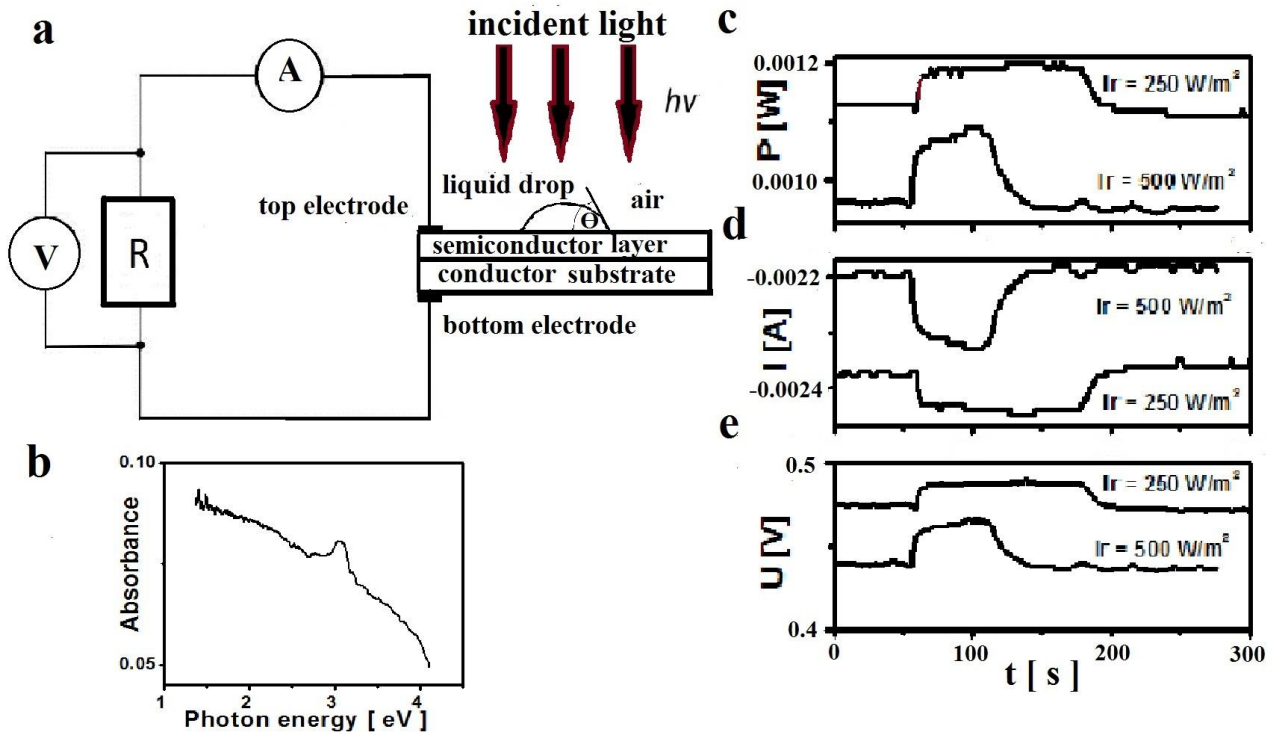 a
incident light
A
hν
liquid drop
air
top electrode
Θ
V
R
semiconductor layer
conductor substrate
bottom electrode
b
0.10
Absorbance
0.05
1 2 3 4
Photon energy [ eV]
c
0.0012
Ir = 250 W/m²
P [W]
0.0010
Ir = 500 W/m²
d
-0.0022
Ir = 500 W/m²
I [A]
-0.0024
Ir = 250 W/m²
e
0.5
Ir = 250 W/m²
U [V]
Ir = 500 W/m²
0.4
0 100 200 300
t [ s ]